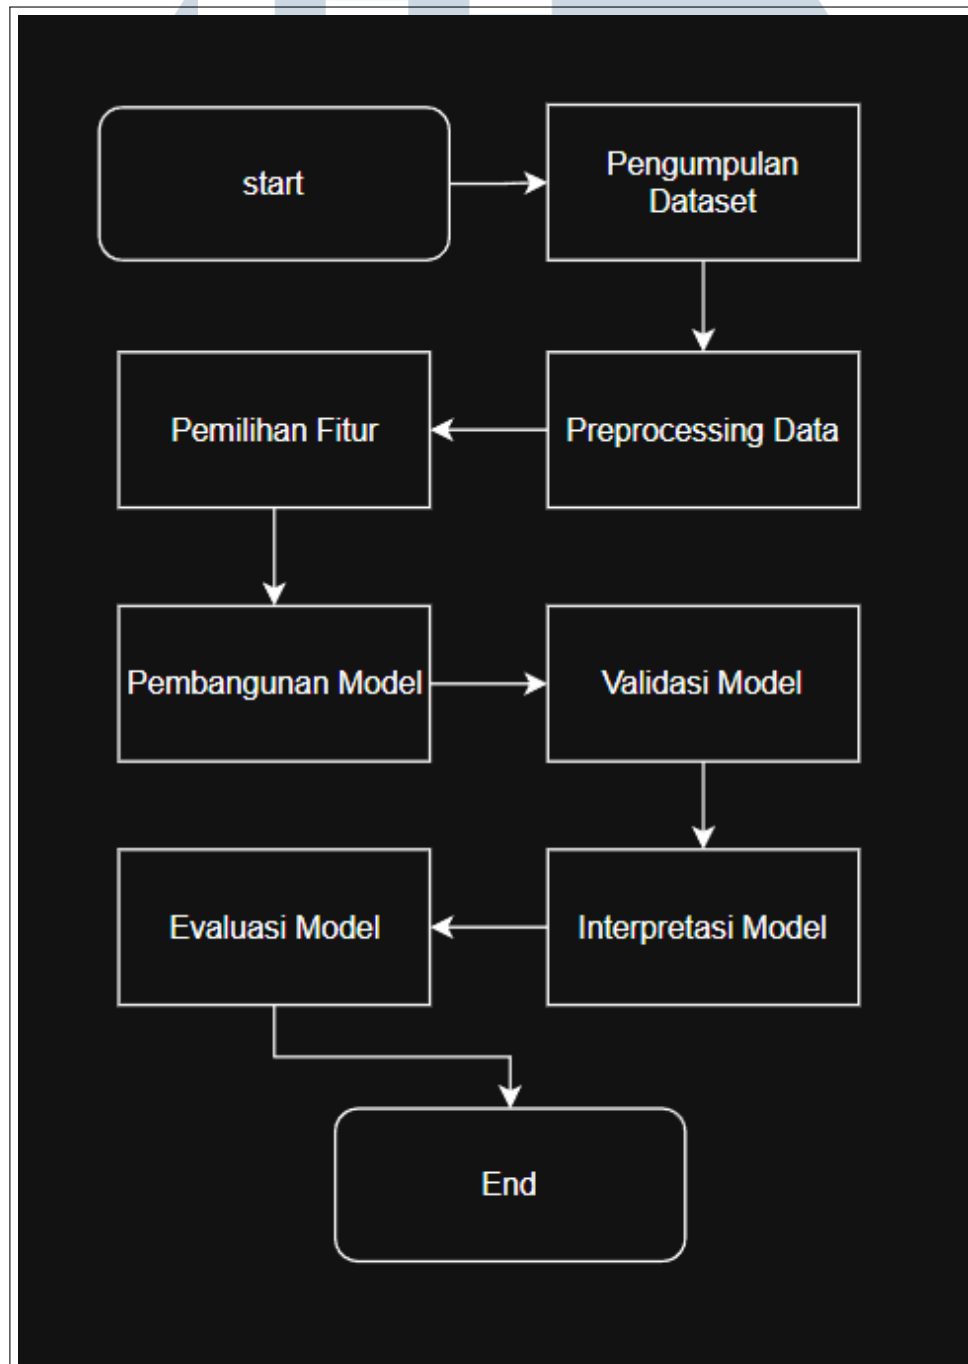 start
Pengumpulan
Dataset
Pemilihan Fitur
Preprocessing Data
Pembangunan Model
Validasi Model
Evaluasi Model
Interpretasi Model
End